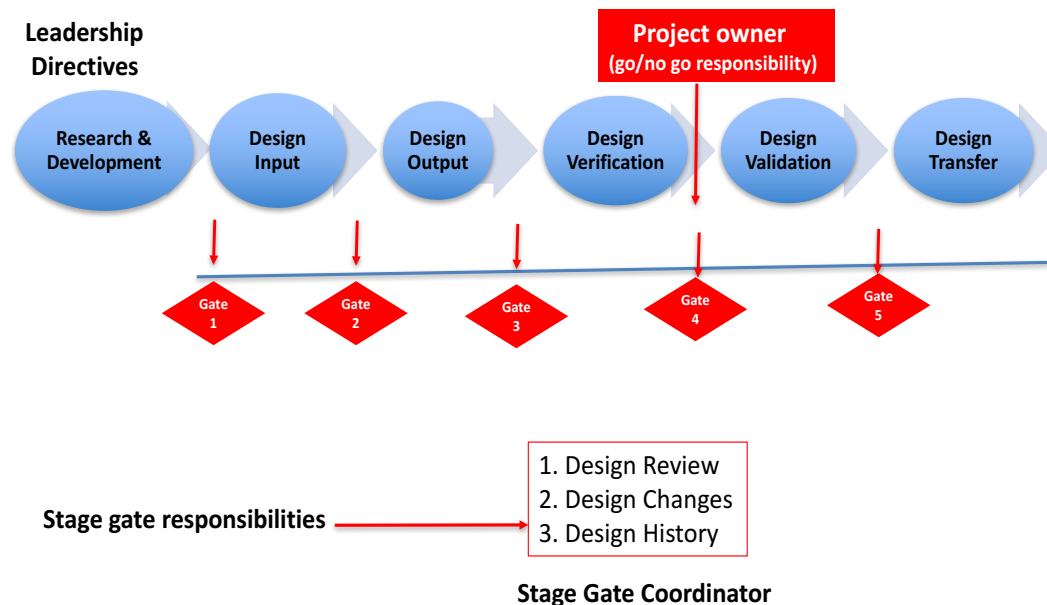 Leadership
Directives
Project owner
(go/no go responsibility)
Research &
Development
Design
Input
Design
Output
Design
Verification
Design
Validation
Design
Transfer
Gate
1
Gate
2
Gate
3
Gate
4
Gate
5
Stage gate responsibilities
1. Design Review
2. Design Changes
3. Design History
Stage Gate Coordinator